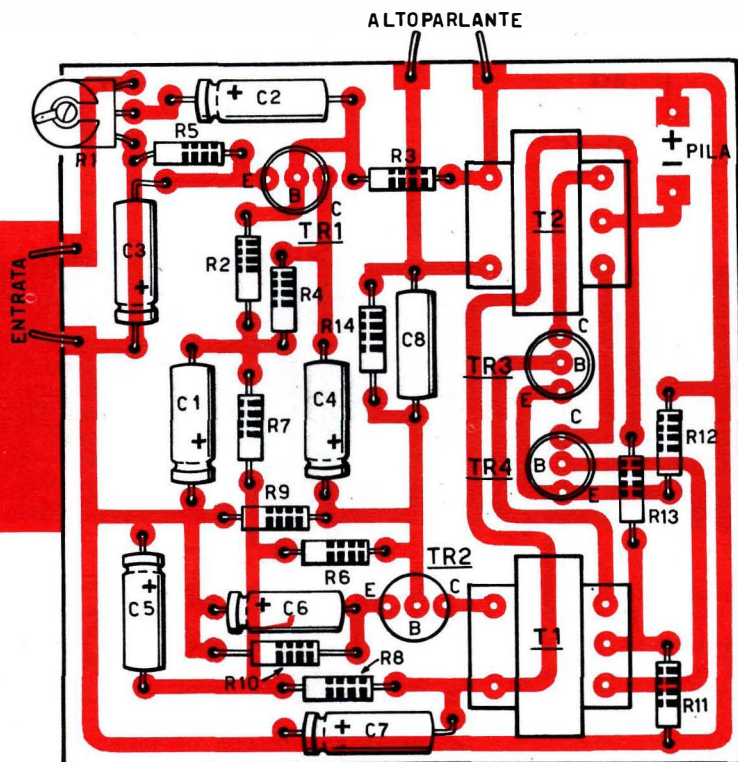 ALTOPARLANTE
+
C2
R1
R5
R3
+
−
PILA
E
B
C
TR1
T2
ENTRATA
C3
+
R2
R4
R14
C8
C
TR3
B
E
C1
+
R7
C4
+
C
R12
TR4
B
E
R9
R13
R6
TR2
+
C5
+
C6
E
B
C
T1
R10
R8
R11
+
C7